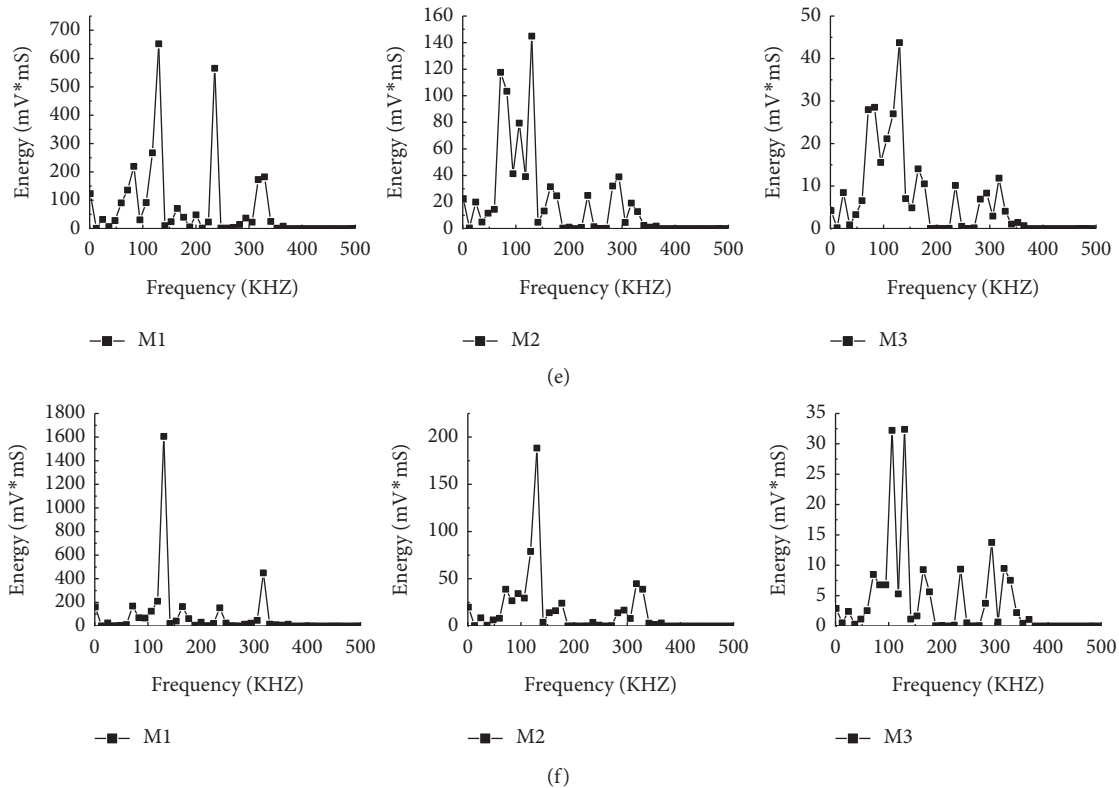 Energy (mV*mS)
700
600
500
400
300
200
100
0
0 100 200 300 400 500
Frequency (KHZ)
M1
Energy (mV*mS)
160
140
120
100
80
60
40
20
0
0 100 200 300 400 500
Frequency (KHZ)
M2
Energy (mV*mS)
50
40
30
20
10
0
0 100 200 300 400 500
Frequency (KHZ)
M3
(e)
Energy (mV*mS)
1800
1600
1400
1200
1000
800
600
400
200
0
0 100 200 300 400 500
Frequency (KHZ)
M1
Energy (mV*mS)
200
150
100
50
0
0 100 200 300 400 500
Frequency (KHZ)
M2
Energy (mV*mS)
35
30
25
20
15
10
5
0
0 100 200 300 400 500
Frequency (KHZ)
M3
(f)